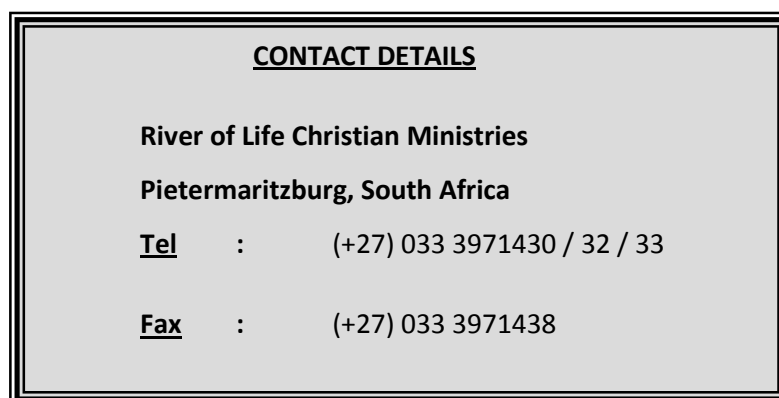 CONTACT DETAILS
River of Life Christian Ministries
Pietermaritzburg, South Africa
Tel : (+27) 033 3971430 / 32 / 33
Fax : (+27) 033 3971438